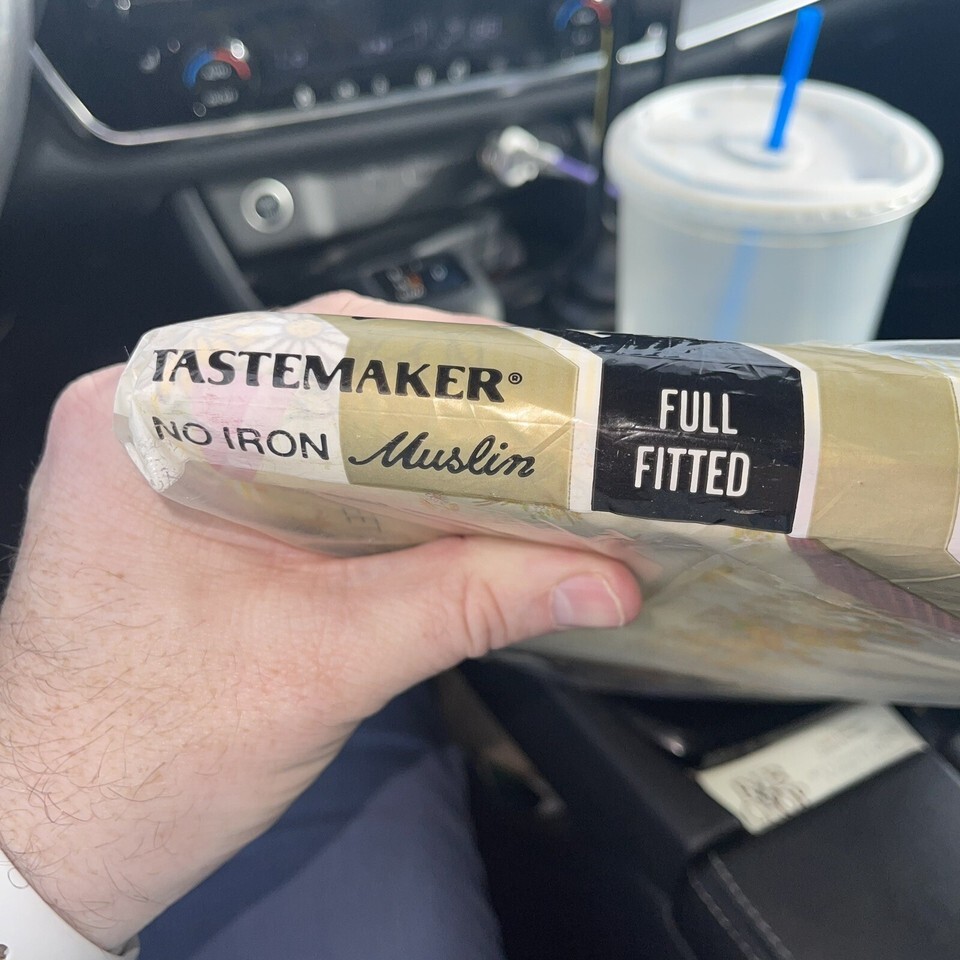 TASTEMAKER®
NO IRON Muslin
FULL
FITTED